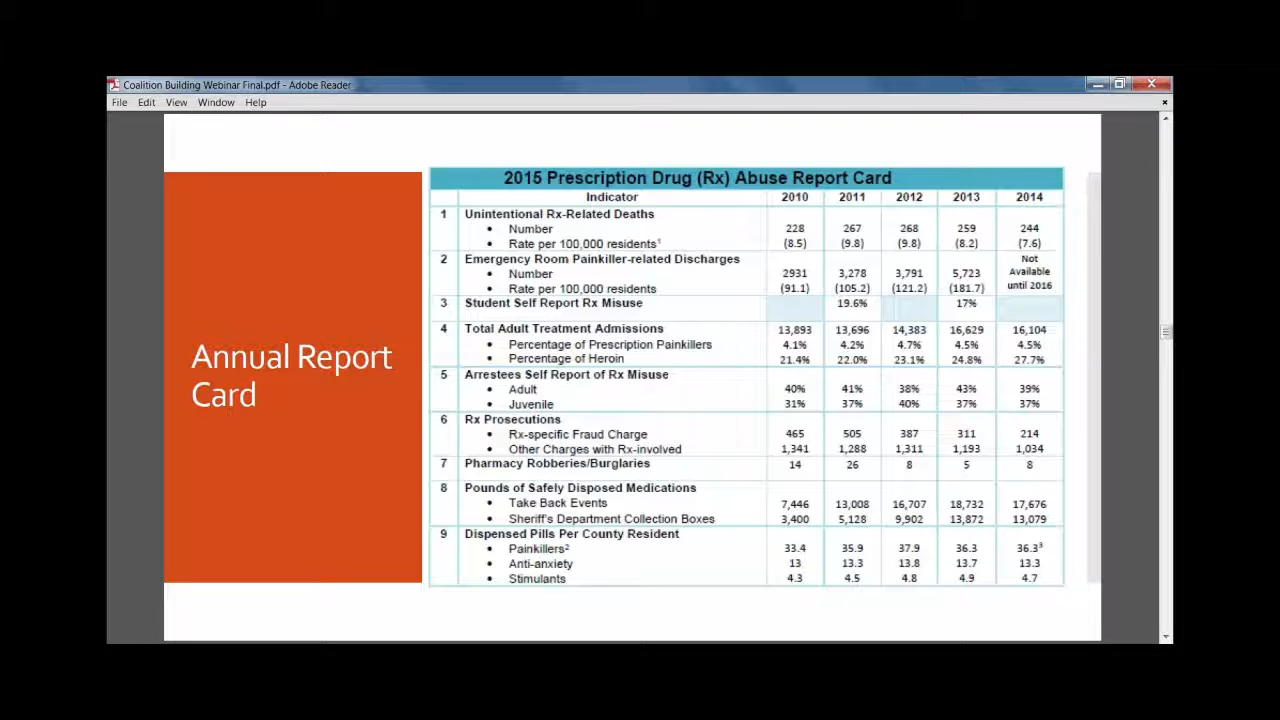 Coalition Building Webinar Final.pdf - Adobe Reader
File Edit View Window Help
Annual Report
Card
2015 Prescription Drug (Rx) Abuse Report Card
Indicator 2010 2011 2012 2013 2014
1 Unintentional Rx-Related Deaths
• Number 228 267 268 259 244
• Rate per 100,000 residents¹ (8.5) (9.8) (9.8) (8.2) (7.6)
2 Emergency Room Painkiller-related Discharges Not
Available
until 2016
• Number 2931 3,278 3,791 5,723
• Rate per 100,000 residents (91.1) (105.2) (121.2) (181.7)
3 Student Self Report Rx Misuse 19.6% 17%
4 Total Adult Treatment Admissions 13,893 13,696 14,383 16,629 16,104
• Percentage of Prescription Painkillers 4.1% 4.2% 4.7% 4.5% 4.5%
• Percentage of Heroin 21.4% 22.0% 23.1% 24.8% 27.7%
5 Arrestees Self Report of Rx Misuse
• Adult 40% 41% 38% 43% 39%
• Juvenile 31% 37% 40% 37% 37%
6 Rx Prosecutions
• Rx-specific Fraud Charge 465 505 387 311 214
• Other Charges with Rx-involved 1,341 1,288 1,311 1,193 1,034
7 Pharmacy Robberies/Burglaries 14 26 8 5 8
8 Pounds of Safely Disposed Medications
• Take Back Events 7,446 13,008 16,707 18,732 17,676
• Sheriff's Department Collection Boxes 3,400 5,128 9,902 13,872 13,079
9 Dispensed Pills Per County Resident
• Painkillers² 33.4 35.9 37.9 36.3 36.3³
• Anti-anxiety 13 13.3 13.8 13.7 13.3
• Stimulants 4.3 4.5 4.8 4.9 4.7